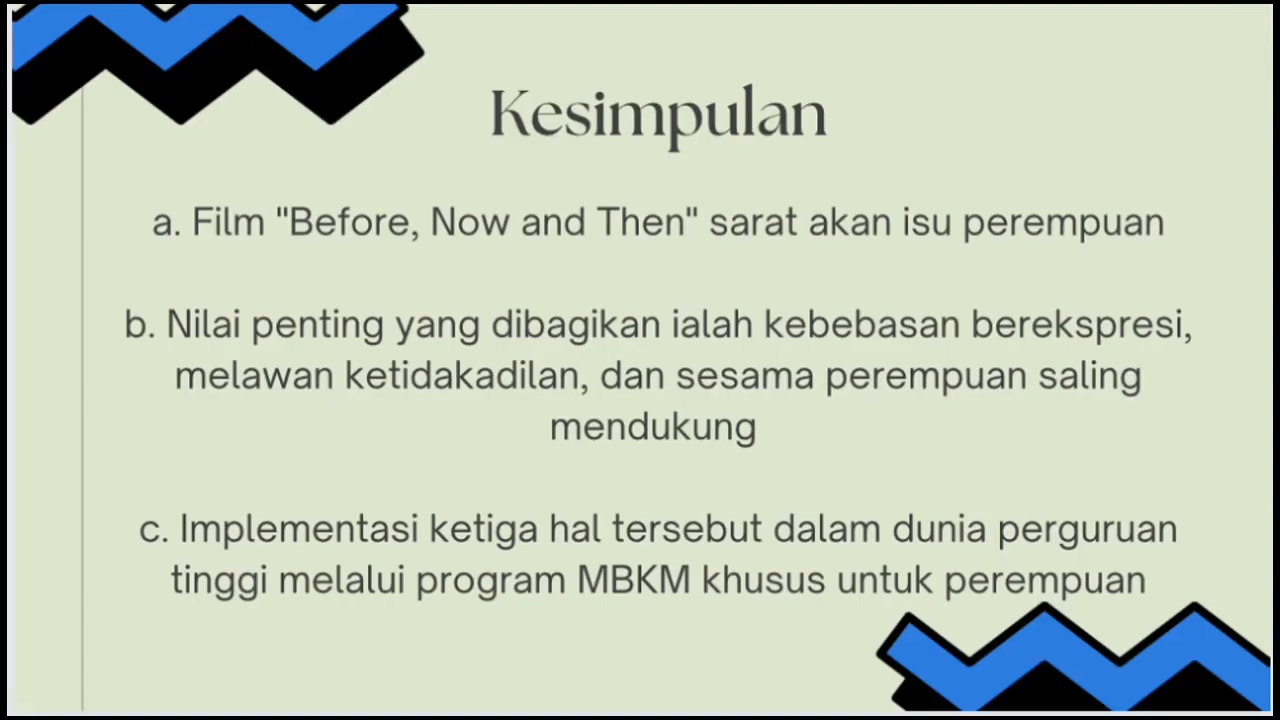 Kesimpulan
a. Film "Before, Now and Then" sarat akan isu perempuan
b. Nilai penting yang dibagikan ialah kebebasan berekspresi,
melawan ketidakadilan, dan sesama perempuan saling
mendukung
c. Implementasi ketiga hal tersebut dalam dunia perguruan
tinggi melalui program MBKM khusus untuk perempuan